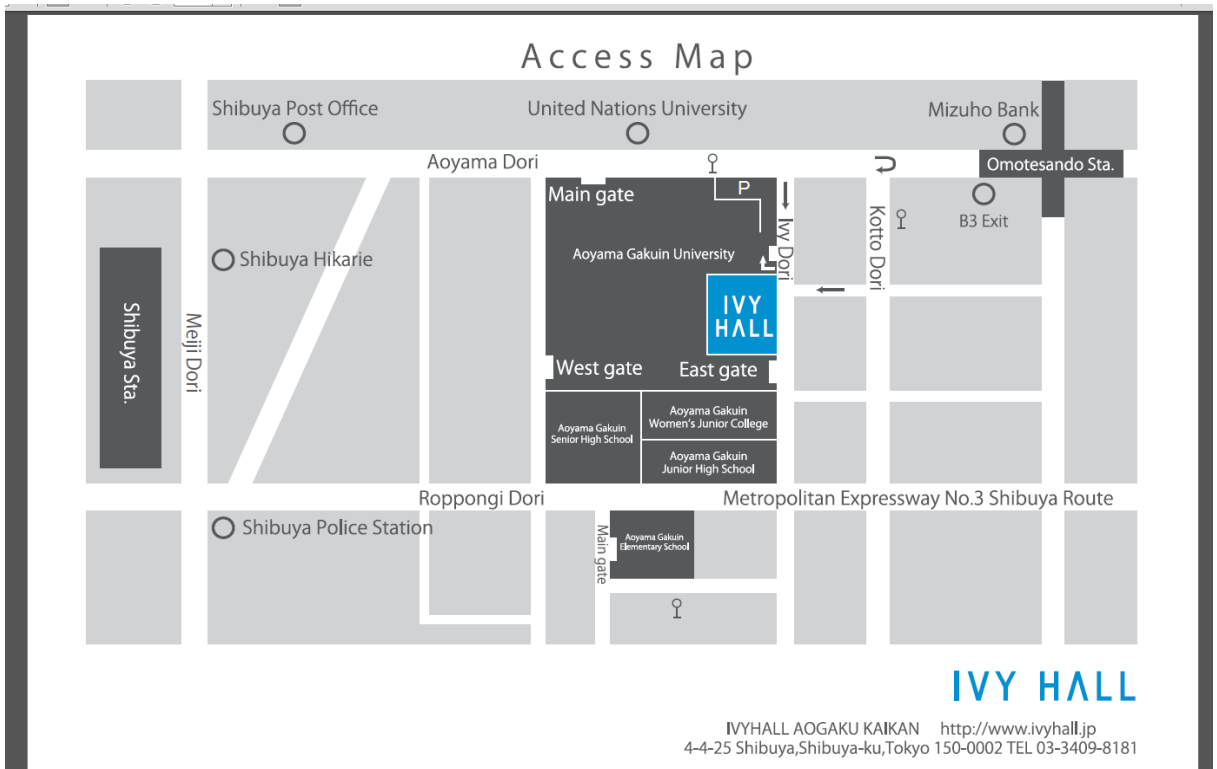 Access Map
Shibuya Post Office
United Nations University
Mizuho Bank
Aoyama Dori
Omotesando Sta.
Main gate
P
B3 Exit
Ivy Dori
Kotto Dori
Aoyama Gakuin University
Shibuya Hikarie
IVY
HALL
Shibuya Sta.
Meiji Dori
West gate
East gate
Aoyama Gakuin
Senior High School
Aoyama Gakuin
Women's Junior College
Aoyama Gakuin
Junior High School
Roppongi Dori
Metropolitan Expressway No.3 Shibuya Route
Shibuya Police Station
Main gate
Aoyama Gakuin
Elementary School
IVY HALL
IVYHALL AOGAKU KAIKAN http://www.ivyhall.jp
4-4-25 Shibuya,Shibuya-ku,Tokyo 150-0002 TEL 03-3409-8181